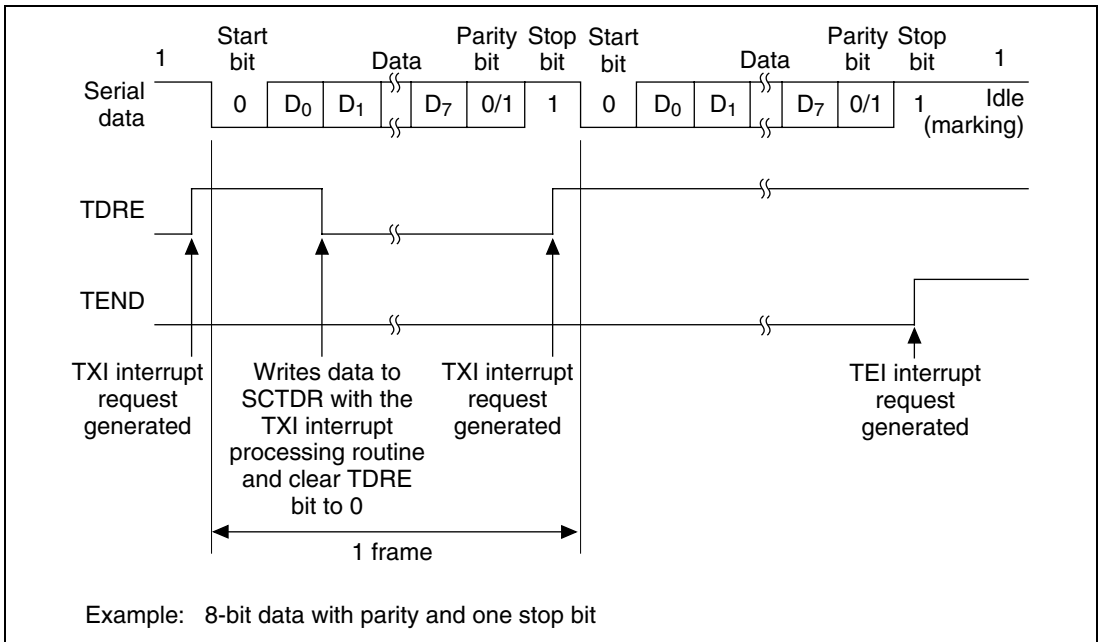 Start Parity Stop Start Parity Stop
1 bit Data bit bit bit Data bit bit 1
Serial data 0 D0 D1 D7 0/1 1 0 D0 D1 D7 0/1 1 Idle (marking)
TDRE
TEND
TXI interrupt
request
generated
Writes data to
SCTDR with the
TXI interrupt
processing routine
and clear TDRE
bit to 0
TXI interrupt
request
generated
TEI interrupt
request
generated
1 frame
Example: 8-bit data with parity and one stop bit